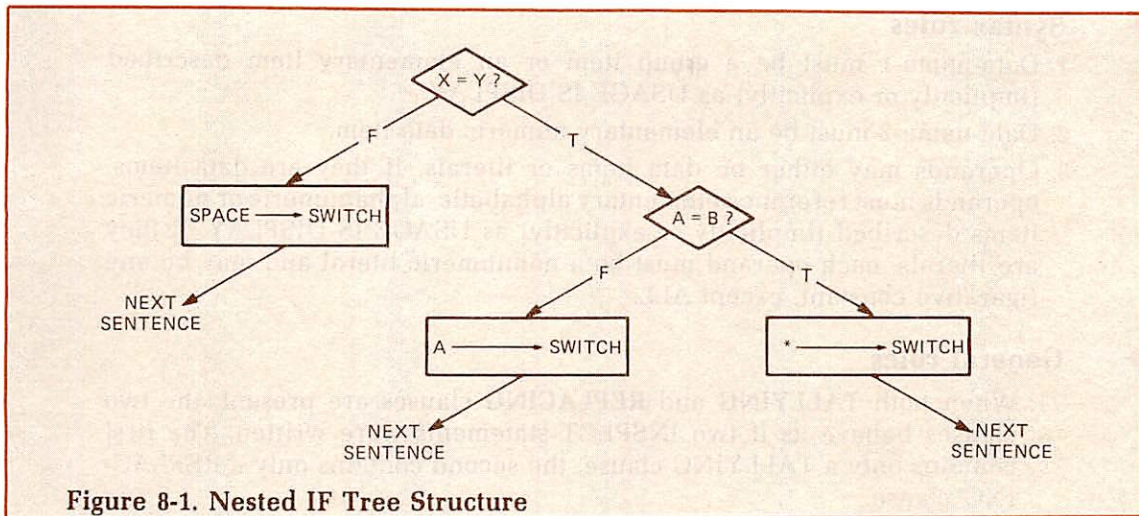 X = Y ?
F
T
SPACE → SWITCH
A = B ?
NEXT
SENTENCE
F
T
A → SWITCH
* → SWITCH
NEXT
SENTENCE
NEXT
SENTENCE
Figure 8-1. Nested IF Tree Structure